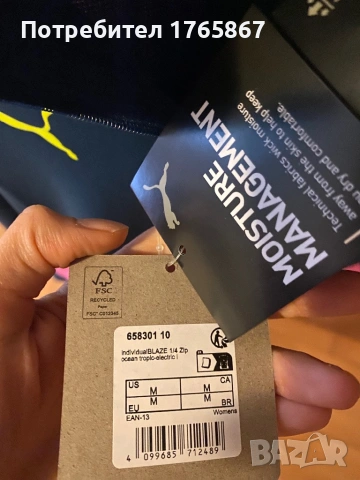 Потребител 1765867
MOISTURE
MANAGEMENT
Technical fabrics wick moisture
away from the skin to help keep
you dry and comfortable.
FSC
RECYCLED
Paper
658301 10
individualBLAZE 1/4 Zip
ocean tropic-electric l
US M M CA
EU M M BR
EAN-13 Womens
4 099685 712489
BAZAR.BG